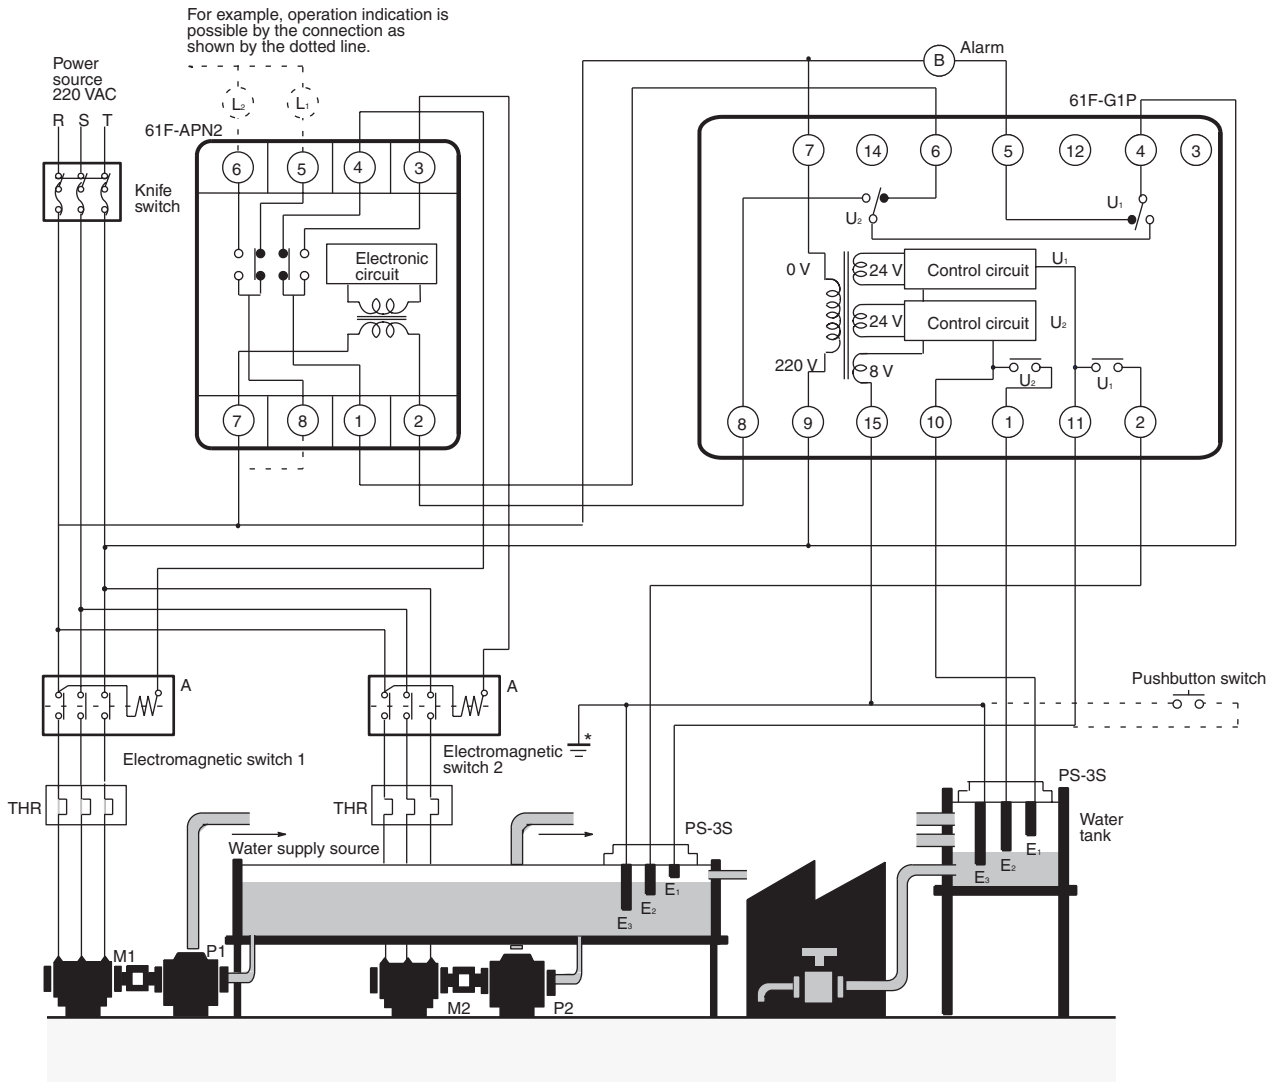 For example, operation indication is
possible by the connection as
shown by the dotted line.
Power
source
220 VAC
R S T
Knife
switch
L2
L1
61F-APN2
6 5 4 3
Electronic
circuit
7 8 1 2
B
Alarm
61F-G1P
7 14 6 5 12 4 3
U2
U1
0 V
24 V
Control circuit
U1
24 V
Control circuit
U2
220 V
8 V
U2
U1
8 9 15 10 1 11 2
A
A
Electromagnetic switch 1
Electromagnetic
switch 2
*
Pushbutton switch
THR
THR
Water supply source
PS-3S
E1
E2
E3
PS-3S
Water
tank
E1
E2
E3
M1
P1
M2
P2